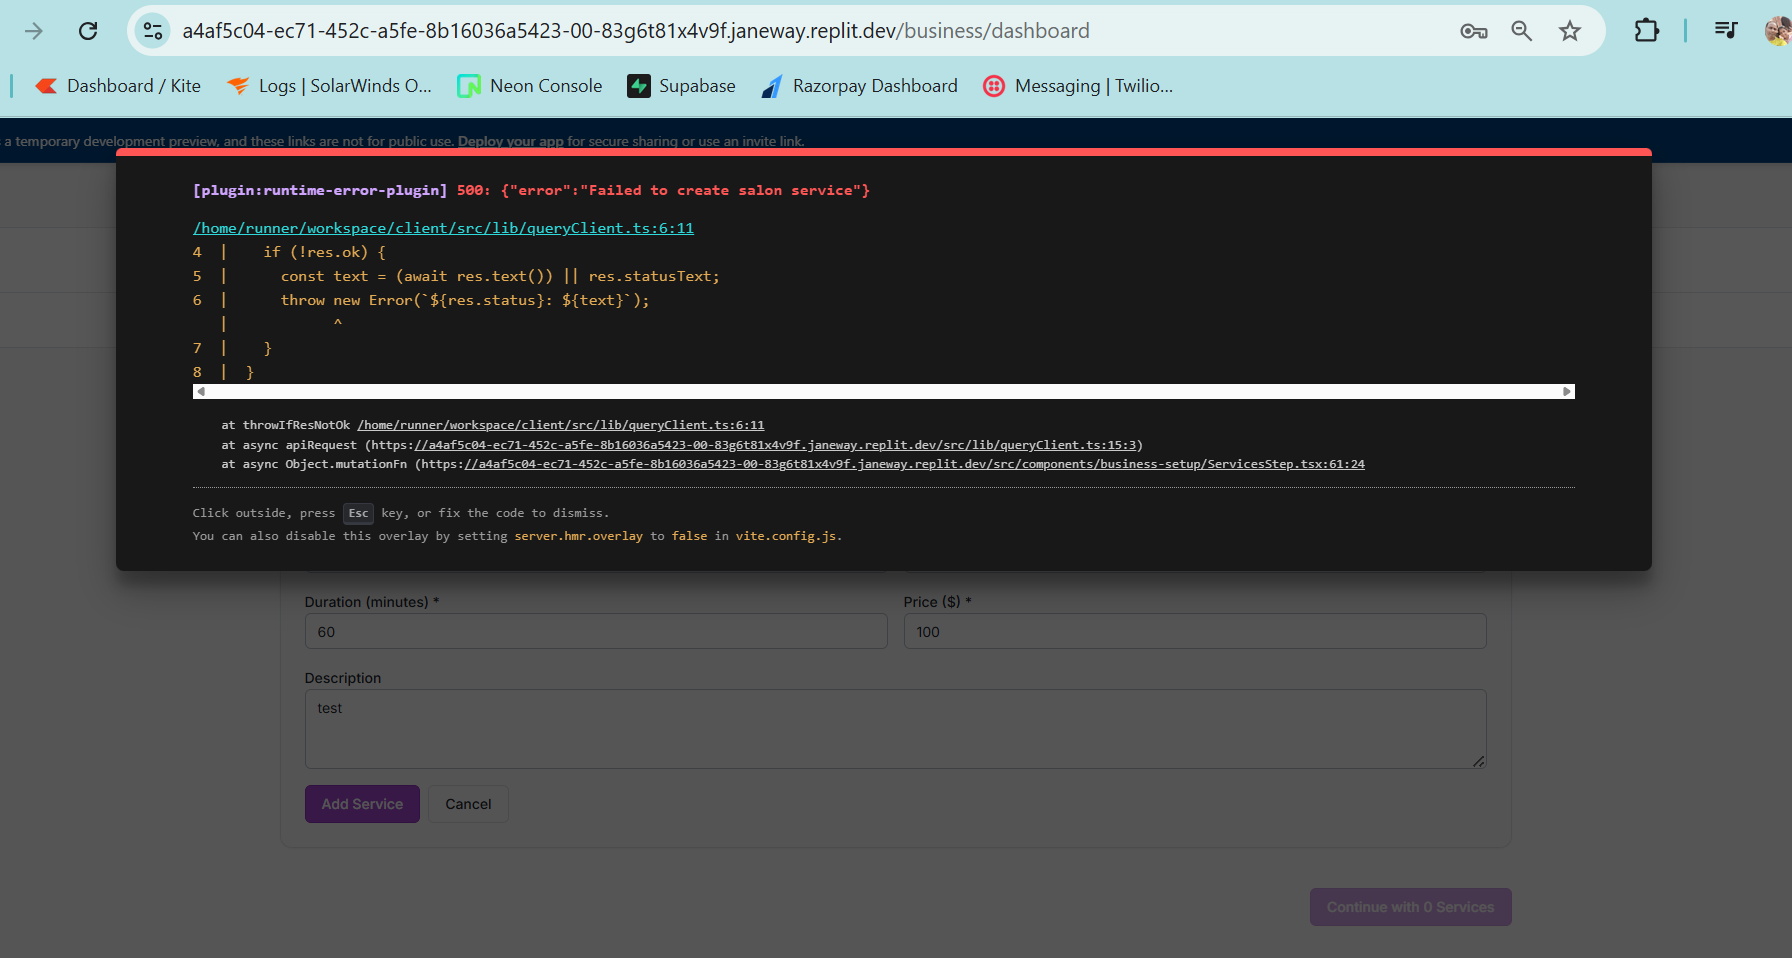 a4af5c04-ec71-452c-a5fe-8b16036a5423-00-83g6t81x4v9f.janeway.replit.dev/business/dashboard
Dashboard / Kite
Logs | SolarWinds O...
Neon Console
Supabase
Razorpay Dashboard
Messaging | Twilio...
a temporary development preview, and these links are not for public use. Deploy your app for secure sharing or use an invite link.
[plugin:runtime-error-plugin] 500: {"error":"Failed to create salon service"}
/home/runner/workspace/client/src/lib/queryClient.ts:6:11
4 | if (!res.ok) {
5 | const text = (await res.text()) || res.statusText;
6 | throw new Error(`${res.status}: ${text}`);
| ^
7 | }
8 | }
at throwIfResNotOk /home/runner/workspace/client/src/lib/queryClient.ts:6:11
at async apiRequest (https://a4af5c04-ec71-452c-a5fe-8b16036a5423-00-83g6t81x4v9f.janeway.replit.dev/src/lib/queryClient.ts:15:3)
at async Object.mutationFn (https://a4af5c04-ec71-452c-a5fe-8b16036a5423-00-83g6t81x4v9f.janeway.replit.dev/src/components/business-setup/ServicesStep.tsx:61:24
Click outside, press Esc key, or fix the code to dismiss.
You can also disable this overlay by setting server.hmr.overlay to false in vite.config.js.
Duration (minutes) *
Price ($) *
60
100
Description
test
Add Service
Cancel
Continue with 0 Services